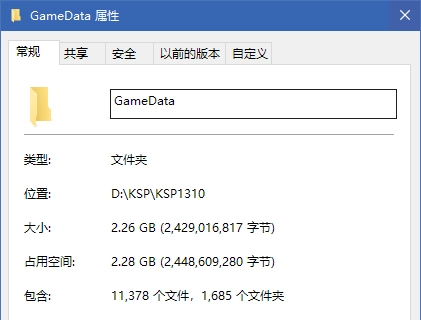 GameData 属性
常规 共享 安全 以前的版本 自定义
GameData
类型: 文件夹
位置: D:\KSP\KSP1310
大小: 2.26 GB (2,429,016,817 字节)
占用空间: 2.28 GB (2,448,609,280 字节)
包含: 11,378 个文件，1,685 个文件夹